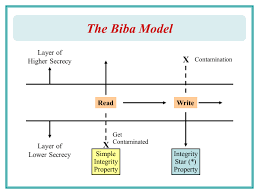 The Biba Model
Layer of
Higher Secrecy
X
Contamination
Read
Write
Layer of
Lower Secrecy
Get
Contaminated
X
Simple
Integrity
Property
Integrity
Star (*)
Property